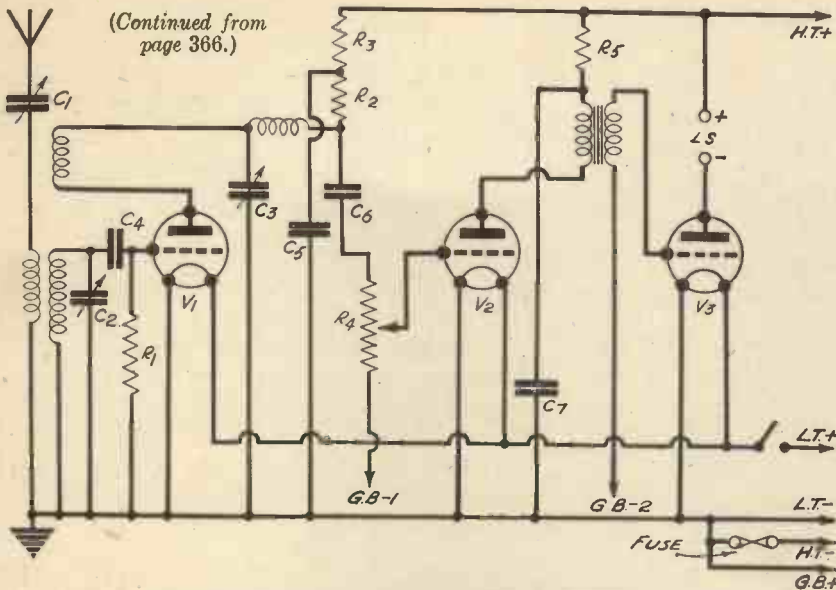 (Continued from
page 366.)
C1
R3
R5
H.T.+
R2
+
LS
-
C4
C3
C6
C5
V1
C2
R1
R4
V2
V3
C7
L.T.+
G.B-1
G.B-2
L.T-
FUSE
H.T-
G.B+